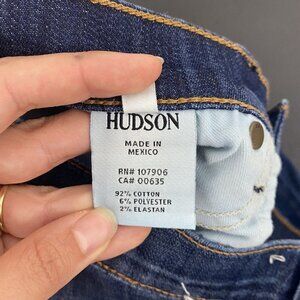 HUDSON
MADE IN
MEXICO
RN# 107906
CA# 00635
92% COTTON
6% POLYESTER
2% ELASTAN